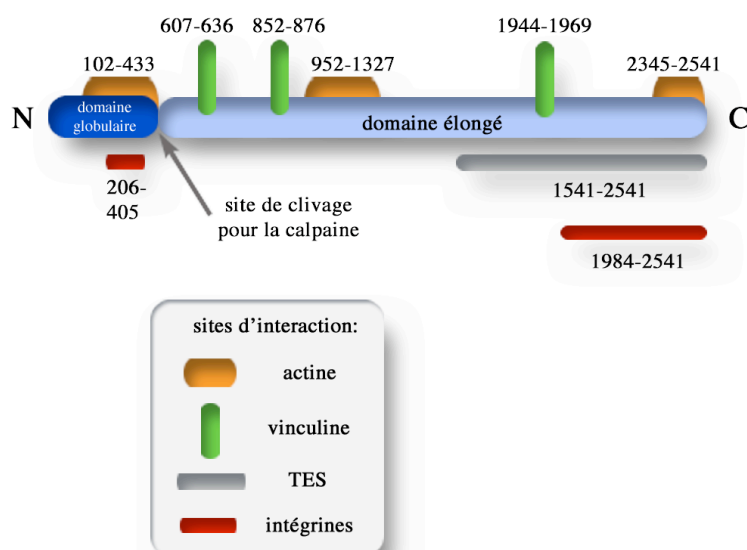 607-636
852-876
1944-1969
102-433
952-1327
2345-2541
N
domaine
globulaire
domaine élongé
C
206-
405
site de clivage
pour la calpaine
1541-2541
1984-2541
sites d'interaction:
actine
vinculine
TES
intégrines